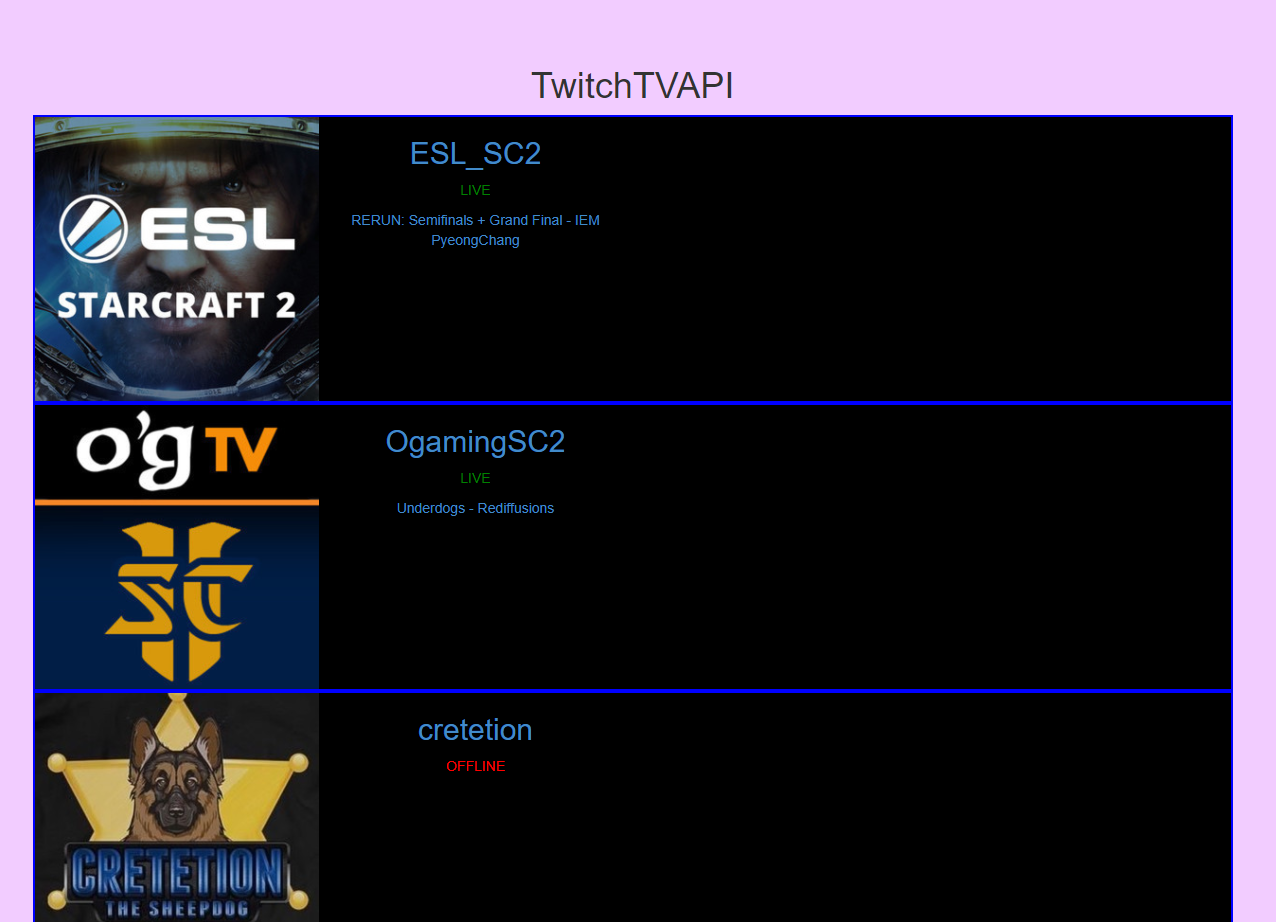 TwitchTVAPI
ESL
STARCRAFT 2
ESL_SC2
LIVE
RERUN: Semifinals + Grand Final - IEM
PyeongChang
o'g TV
SC
OgamingSC2
LIVE
Underdogs - Rediffusions
CRETETION
THE SHEEPDOG
cretetion
OFFLINE